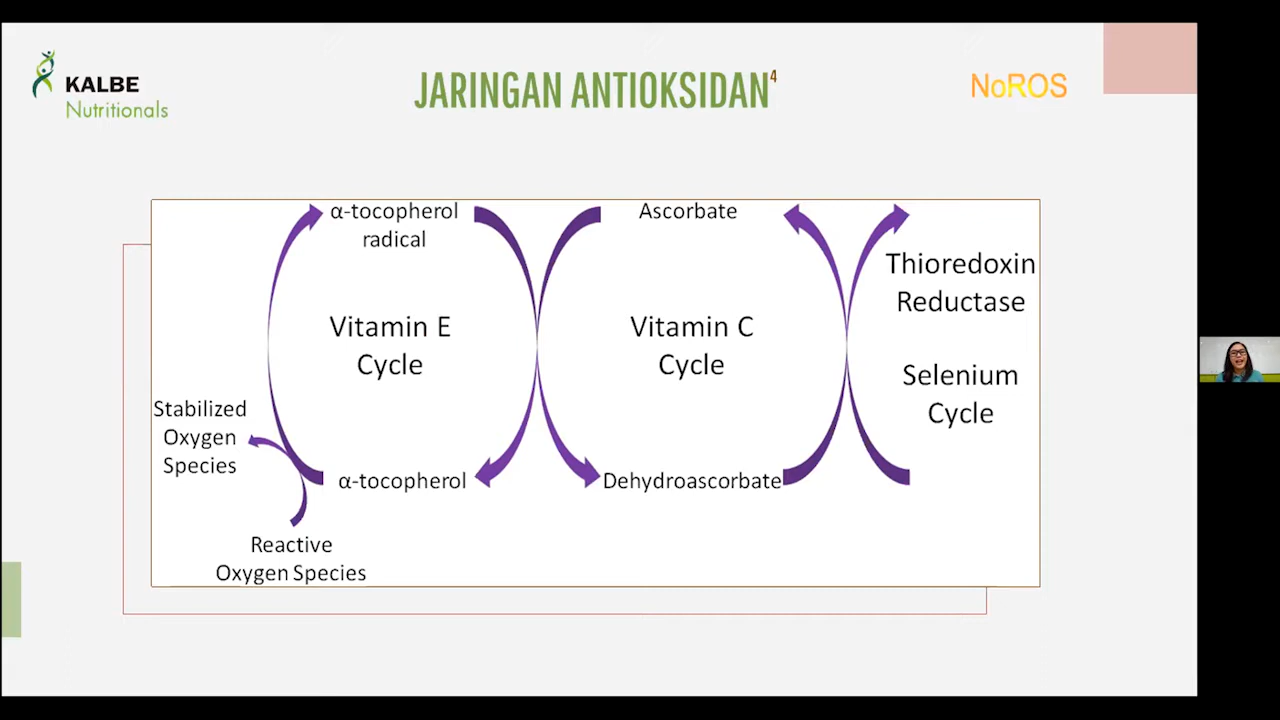 KALBE
Nutritionals
JARINGAN ANTIOKSIDAN⁴
NoROS
α-tocopherol
radical
Ascorbate
Thioredoxin
Reductase
Vitamin E
Cycle
Vitamin C
Cycle
Selenium
Cycle
Stabilized
Oxygen
Species
α-tocopherol
Dehydroascorbate
Reactive
Oxygen Species